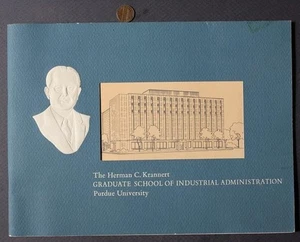 The Herman C. Krannert
GRADUATE SCHOOL OF INDUSTRIAL ADMINISTRATION
Purdue University